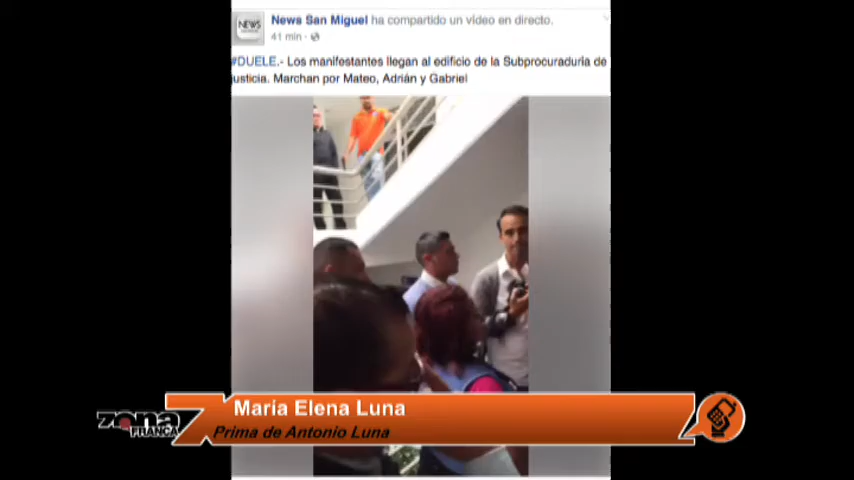 NEWS
News San Miguel ha compartido un vídeo en directo.
41 min ·
#DUELE.- Los manifestantes llegan al edificio de la Subprocuraduría de
justicia. Marchan por Mateo, Adrián y Gabriel
María Elena Luna
zona
FRANCA
Prima de Antonio Luna